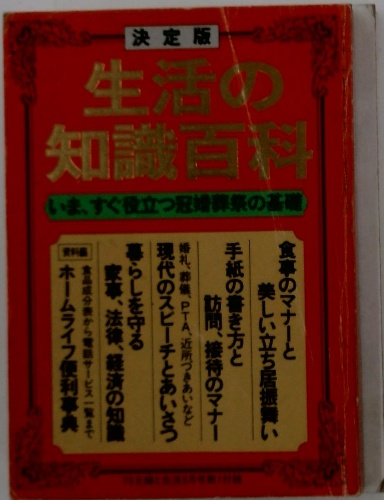 決定版
生活の
知識百科
いま、すぐ役立つ冠婚葬祭の基礎
食事のマナーと
美しい立ち居振舞い
手紙の書き方と
訪問、接待のマナー
婚礼、葬儀、PTA、近所づきあいなど
現代のスピーチとあいさつ
暮らしを守る
家事、法律、経済の知識
資料編
食品成分表から電話サービス一覧まで
ホームライフ便利事典